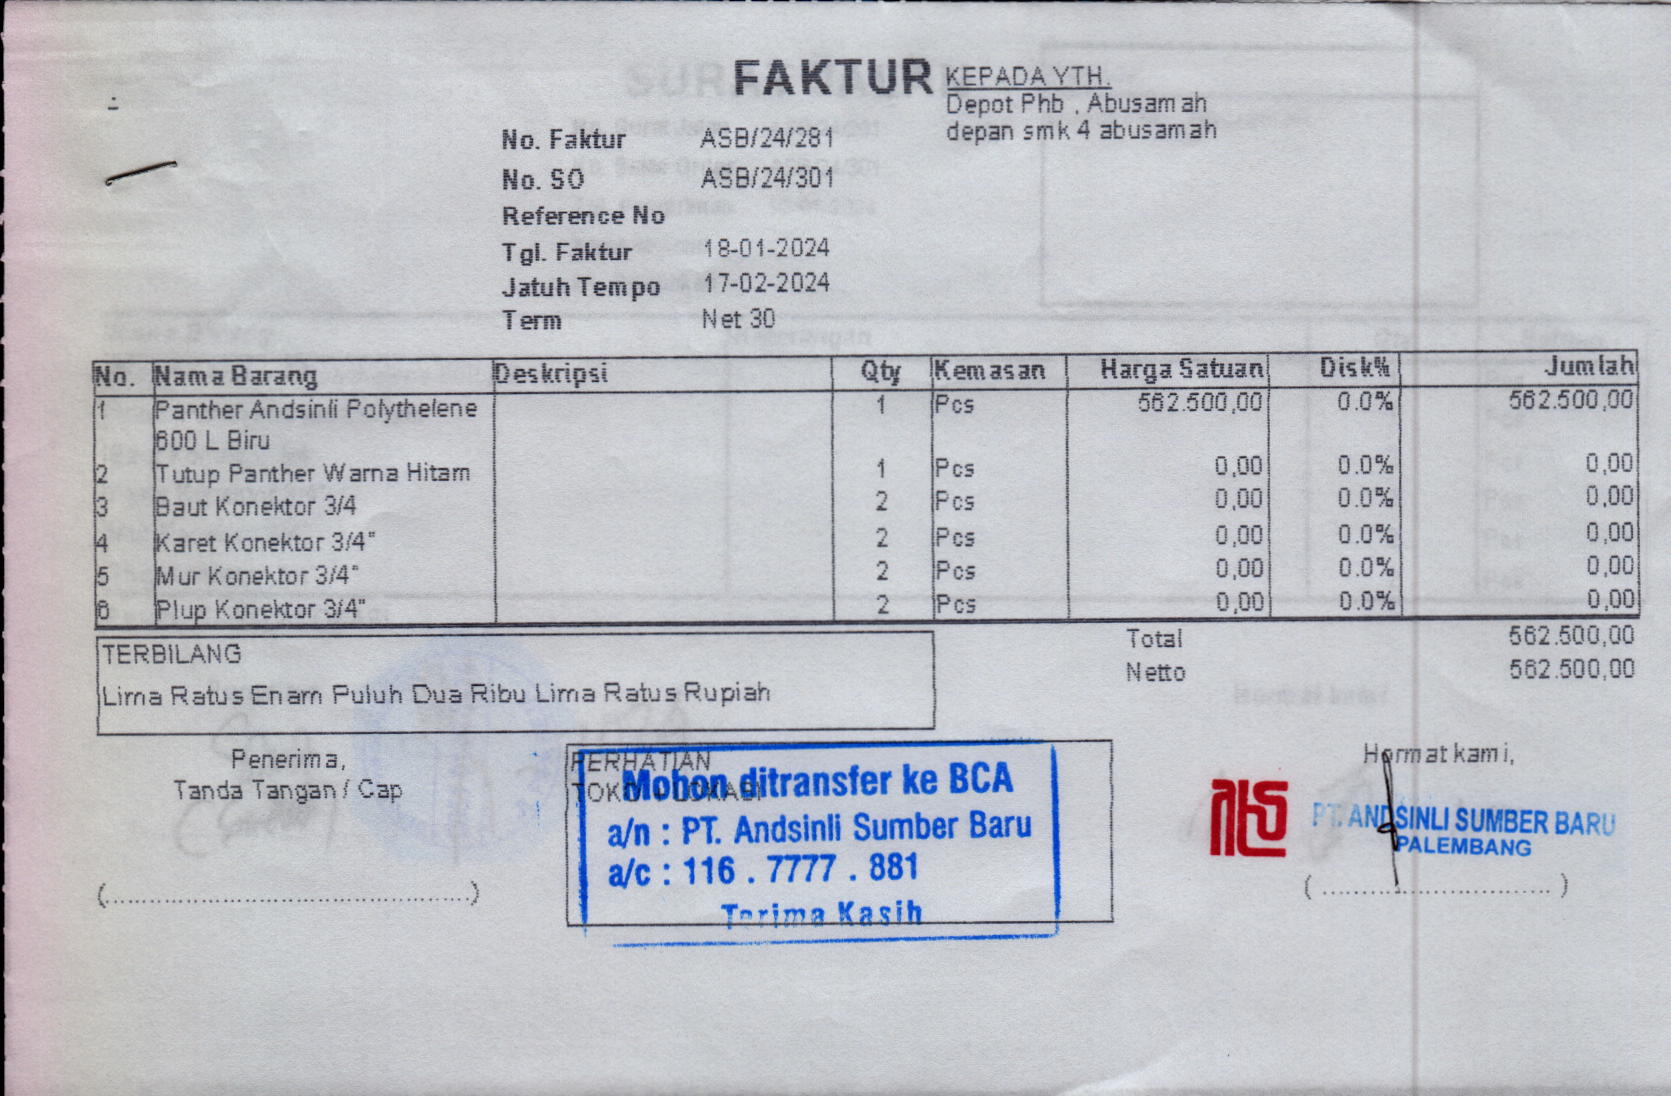 FAKTUR
KEPADA YTH.
Depot Phb , Abusamah
depan smk 4 abusamah
No. Faktur ASB/24/281
No. SO ASB/24/301
Reference No
Tgl. Faktur 18-01-2024
Jatuh Tempo 17-02-2024
Term Net 30
No. Nama Barang Deskripsi Qty Kemasan Harga Satuan Disk% Jumlah
1 Panther Andsinli Polythelene 1 Pcs 562.500,00 0.0% 562.500,00
600 L Biru
2 Tutup Panther Warna Hitam 1 Pcs 0,00 0.0% 0,00
3 Baut Konektor 3/4 2 Pcs 0,00 0.0% 0,00
4 Karet Konektor 3/4" 2 Pcs 0,00 0.0% 0,00
5 Mur Konektor 3/4" 2 Pcs 0,00 0.0% 0,00
6 Plup Konektor 3/4" 2 Pcs 0,00 0.0% 0,00
Total 562.500,00
Netto 562.500,00
TERBILANG
Lima Ratus Enam Puluh Dua Ribu Lima Ratus Rupiah
Penerima,
Tanda Tangan / Cap
(...............................................)
PERHATIAN
Mohon ditransfer ke BCA
a/n : PT. Andsinli Sumber Baru
a/c : 116 . 7777 . 881
Terima Kasih
Hormat kami,
PT. ANDSINLI SUMBER BARU
PALEMBANG
( ............................. )